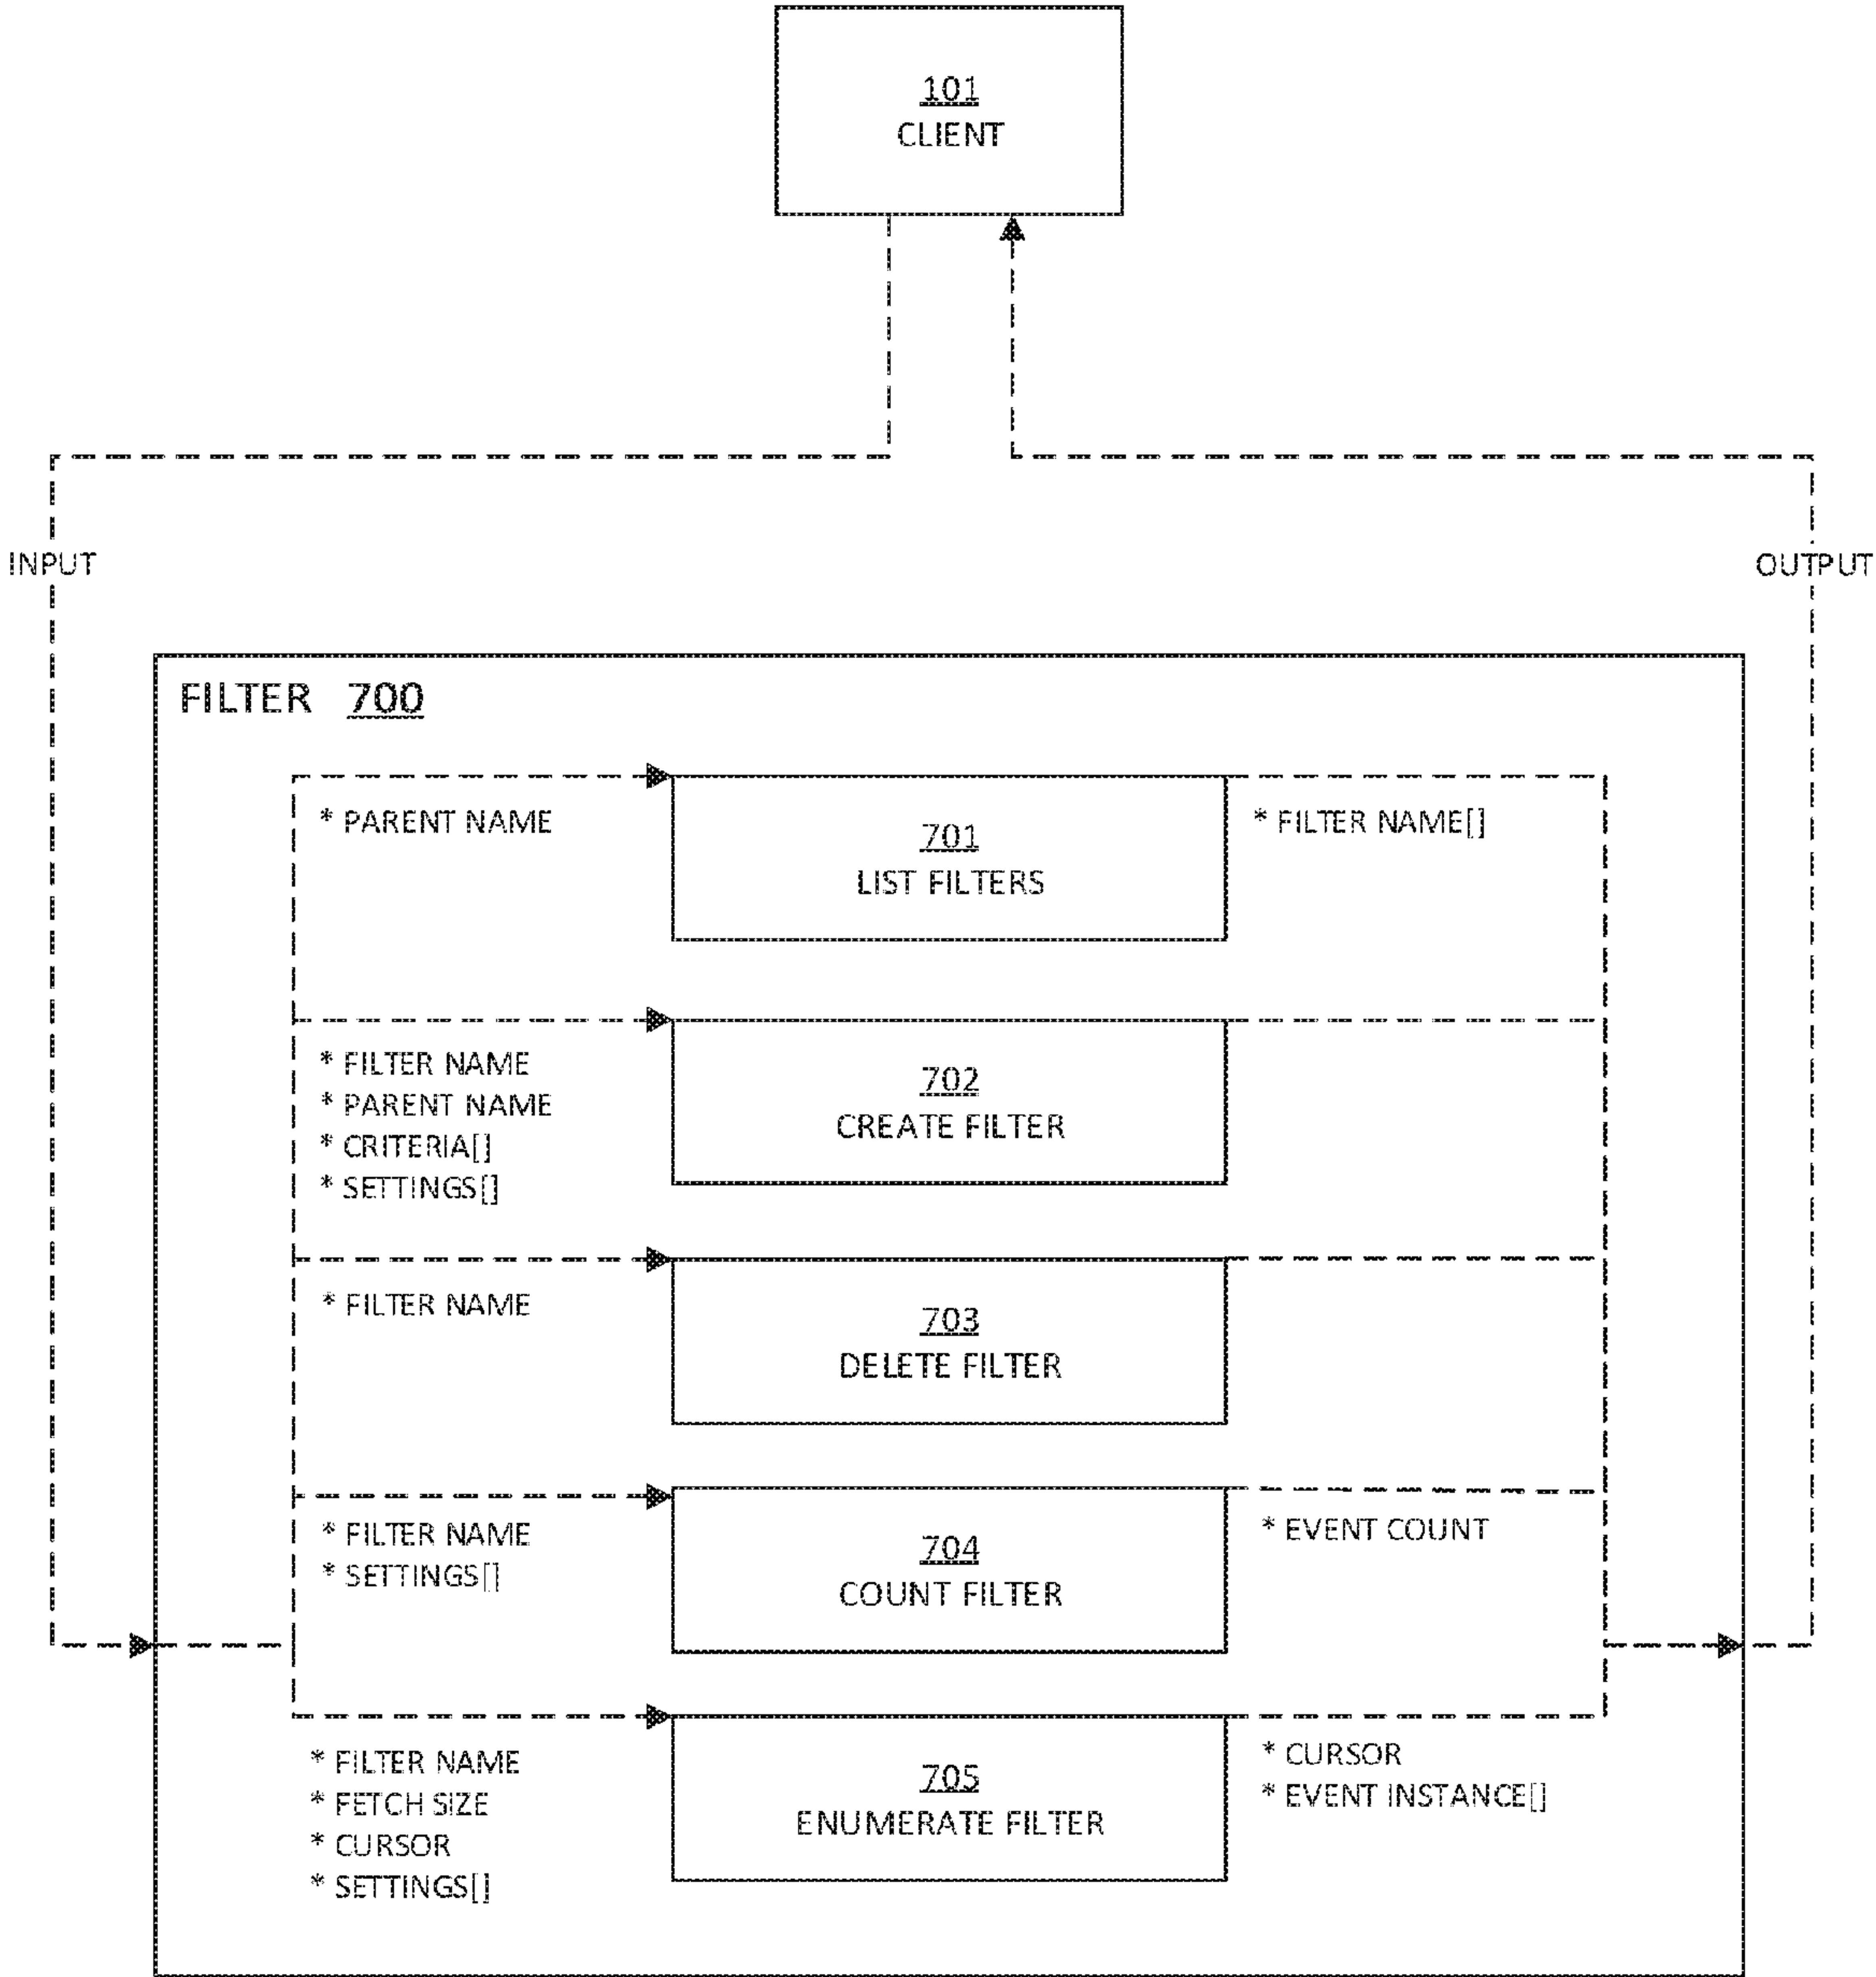 101
CLIENT
INPUT
OUTPUT
FILTER 700
* PARENT NAME
701
LIST FILTERS
* FILTER NAME[]
* FILTER NAME
* PARENT NAME
* CRITERIA[]
* SETTINGS[]
702
CREATE FILTER
* FILTER NAME
703
DELETE FILTER
* FILTER NAME
* SETTINGS[]
704
COUNT FILTER
* EVENT COUNT
* FILTER NAME
* FETCH SIZE
* CURSOR
* SETTINGS[]
705
ENUMERATE FILTER
* CURSOR
* EVENT INSTANCE[]